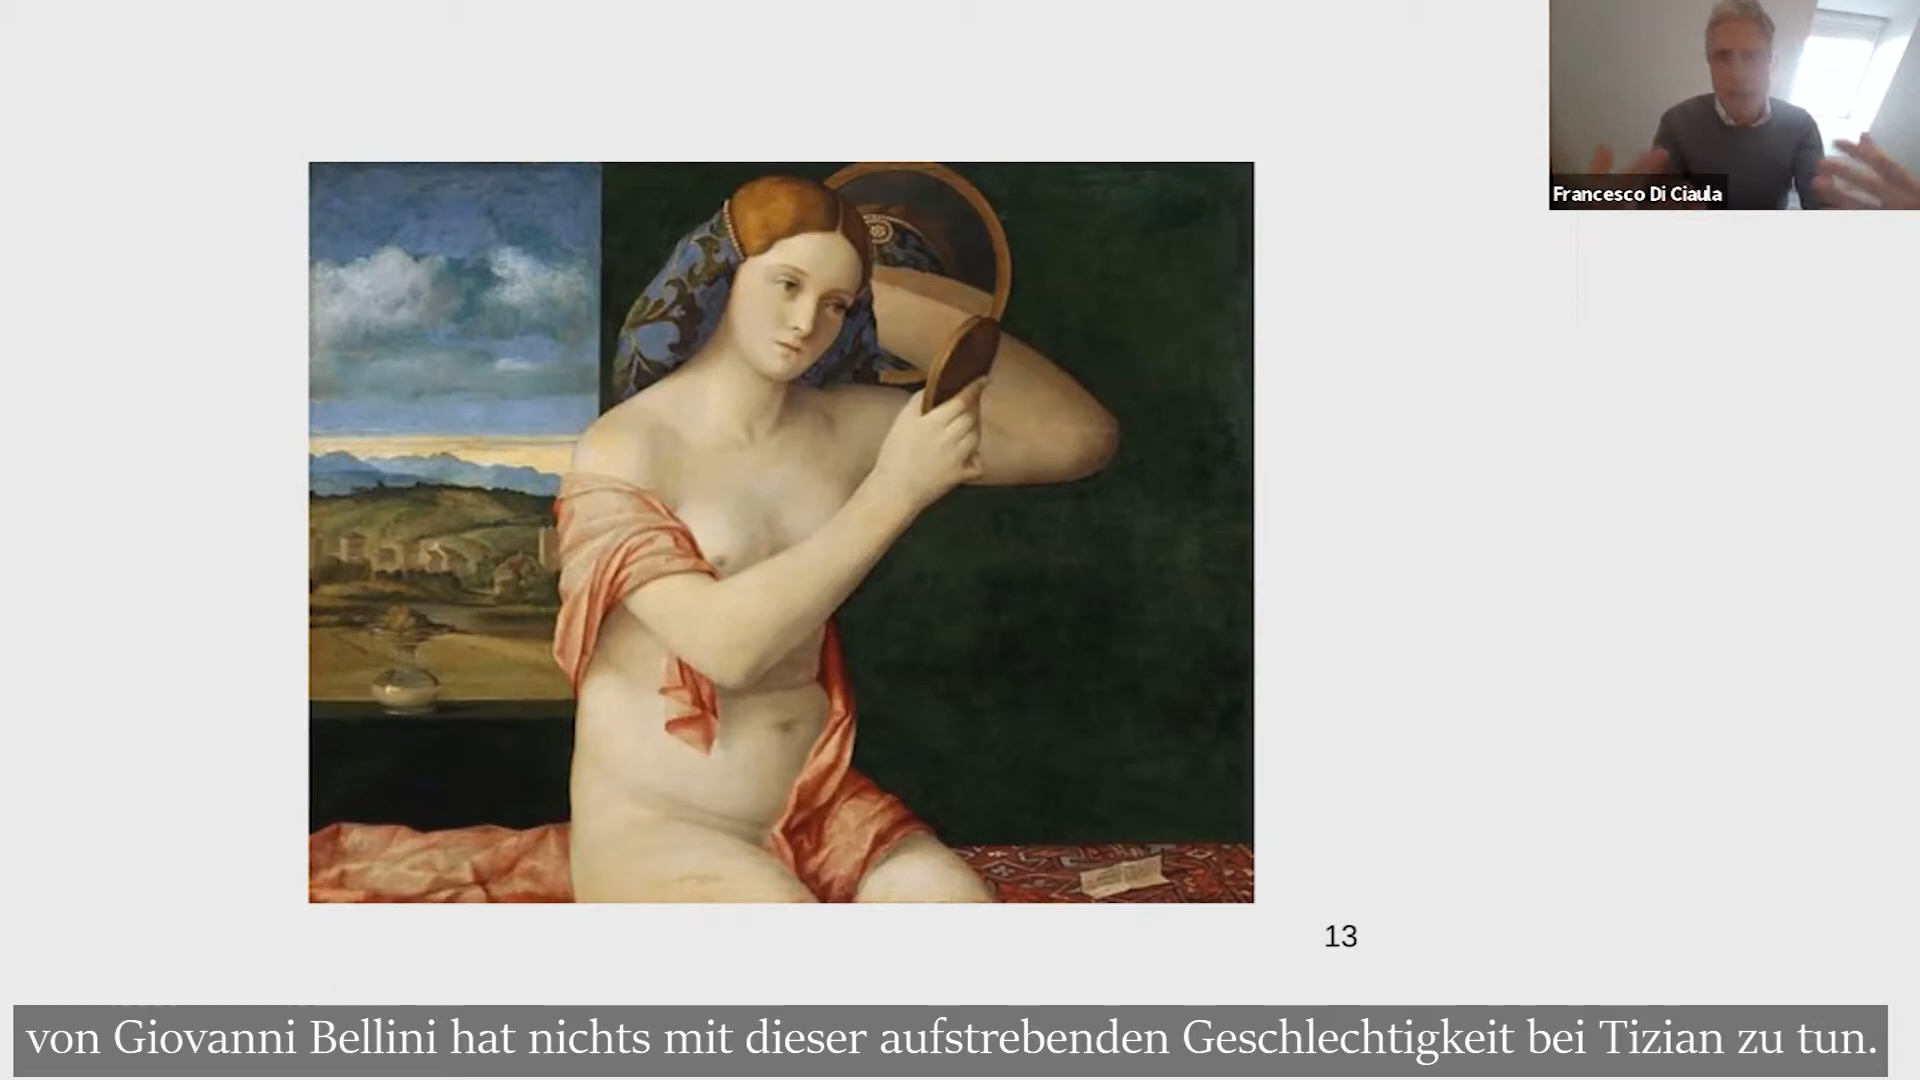 Francesco Di Ciaula
13
von Giovanni Bellini hat nichts mit dieser aufstrebenden Geschlechtigkeit bei Tizian zu tun.